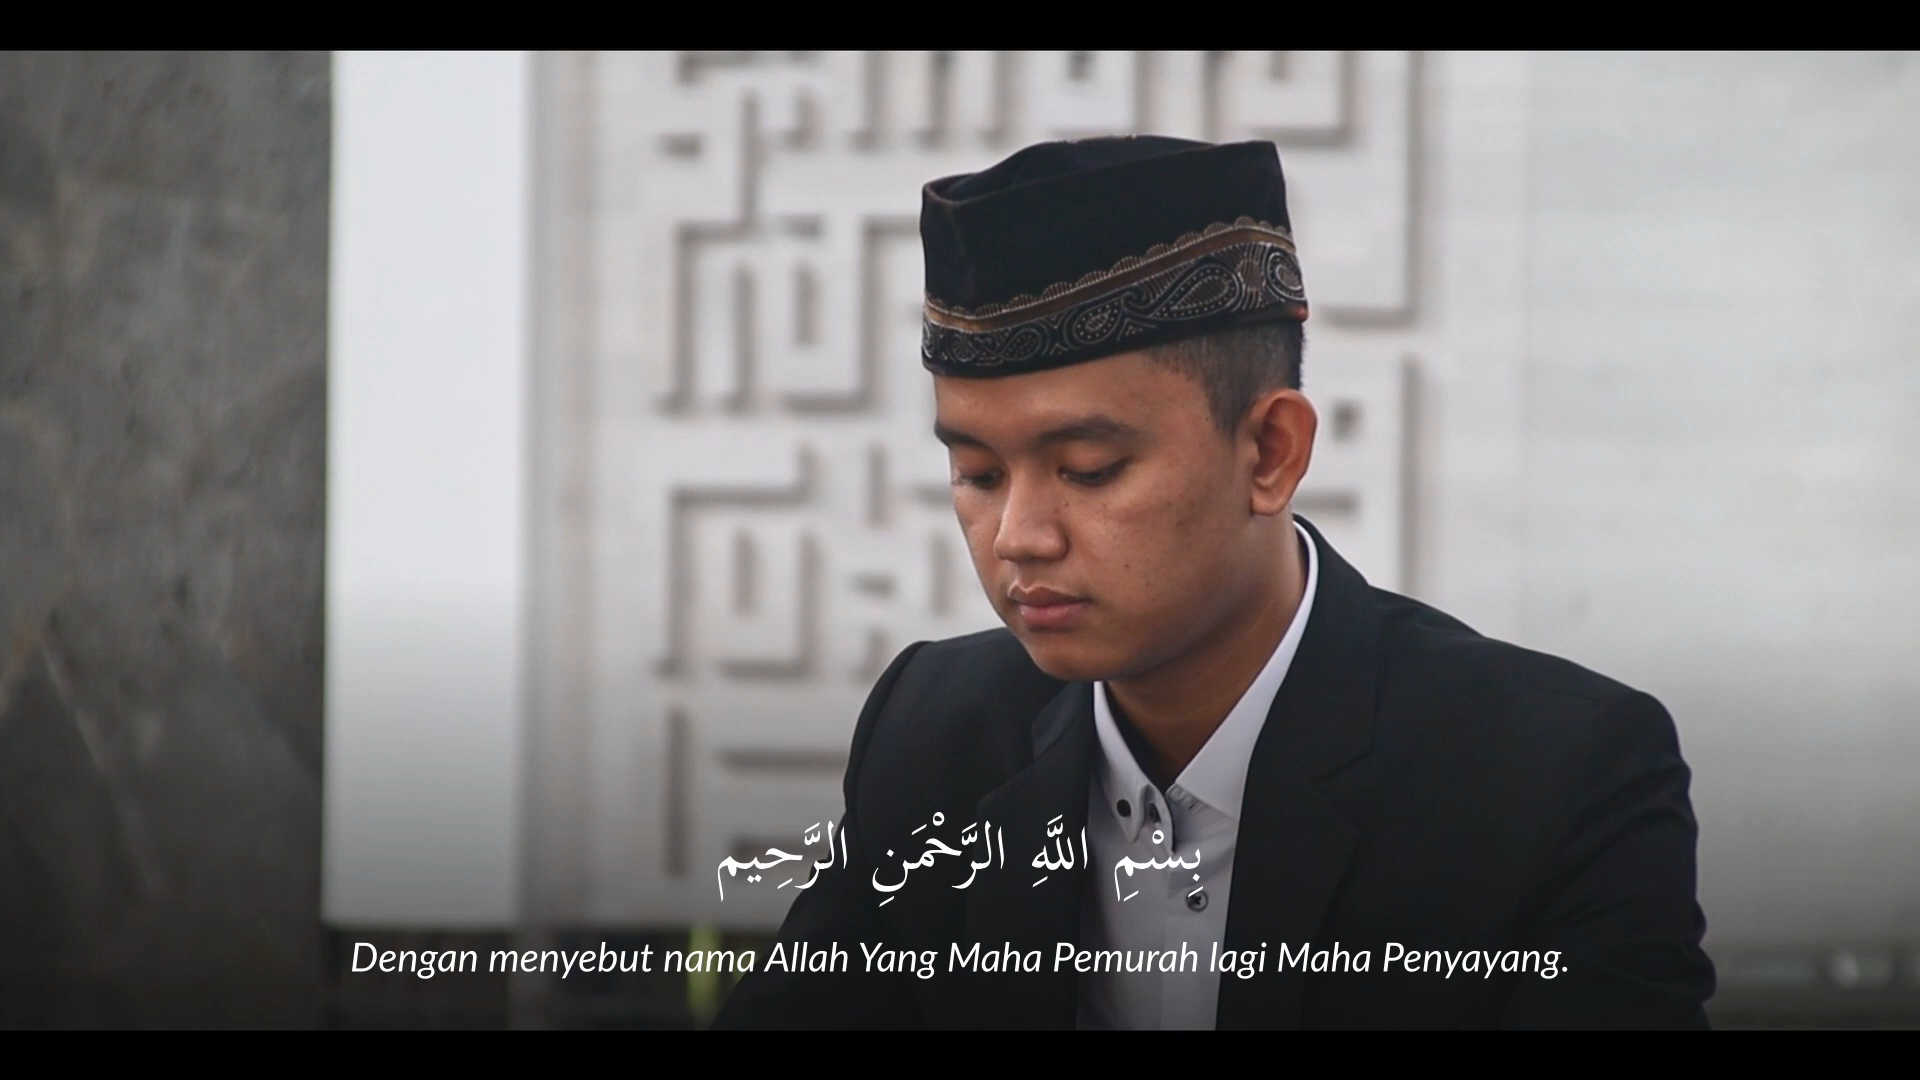 بِسْمِ اللَّهِ الرَّحْمَنِ الرَّحِيم
Dengan menyebut nama Allah Yang Maha Pemurah lagi Maha Penyayang.